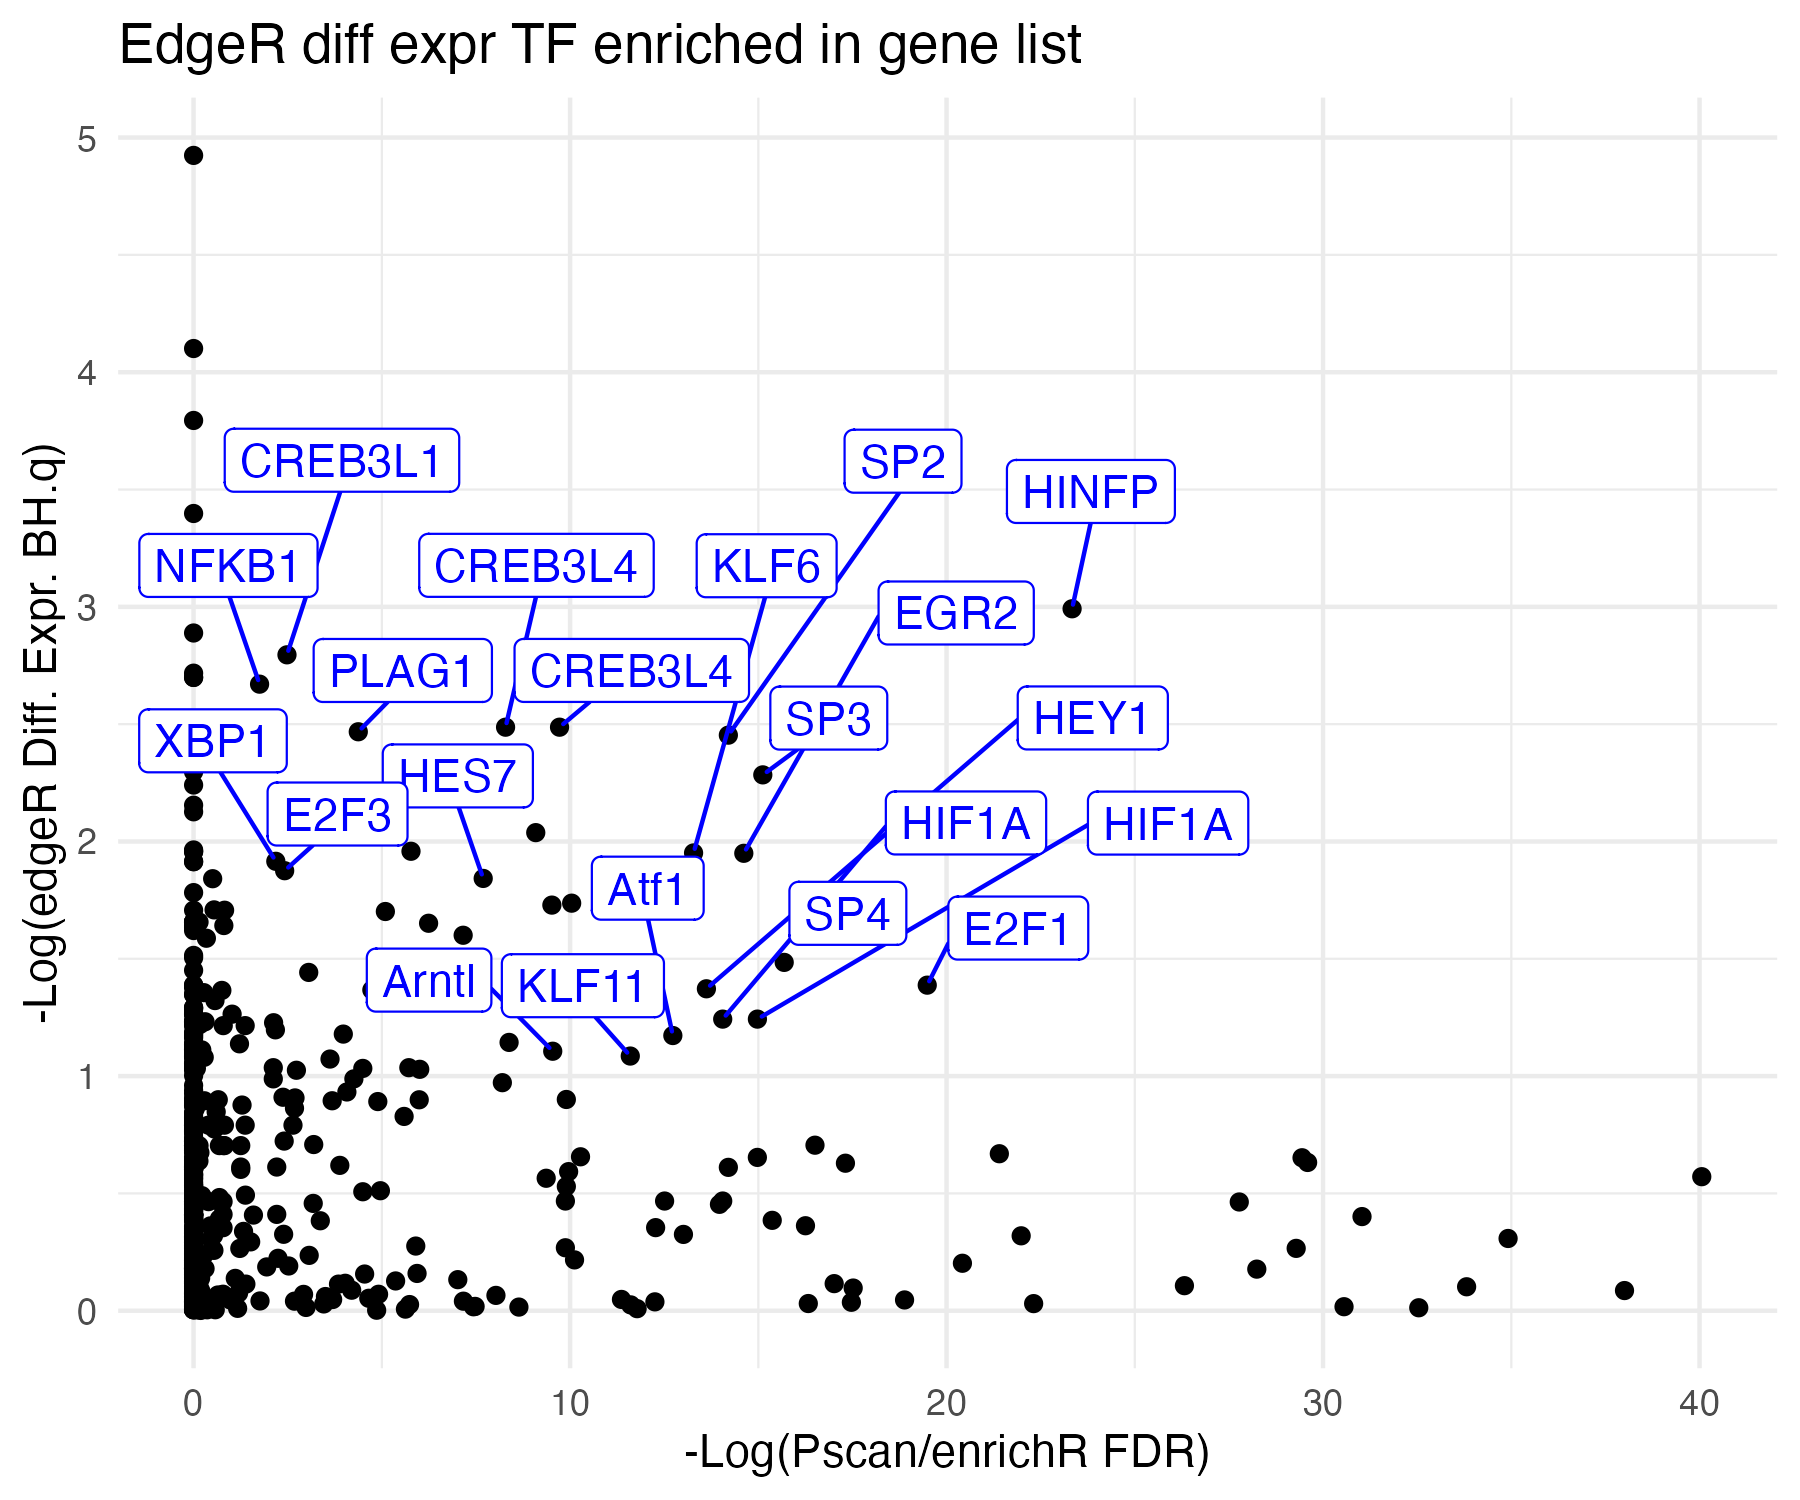 EdgeR diff expr TF enriched in gene list
-Log(edgeR Diff. Expr. BH.q)
5
4
3
2
1
0
CREB3L1
SP2
HINFP
NFKB1
CREB3L4
KLF6
EGR2
PLAG1
CREB3L4
SP3
HEY1
XBP1
HES7
E2F3
HIF1A
HIF1A
Atf1
SP4
E2F1
Arntl
KLF11
0
10
20
30
40
-Log(Pscan/enrichR FDR)